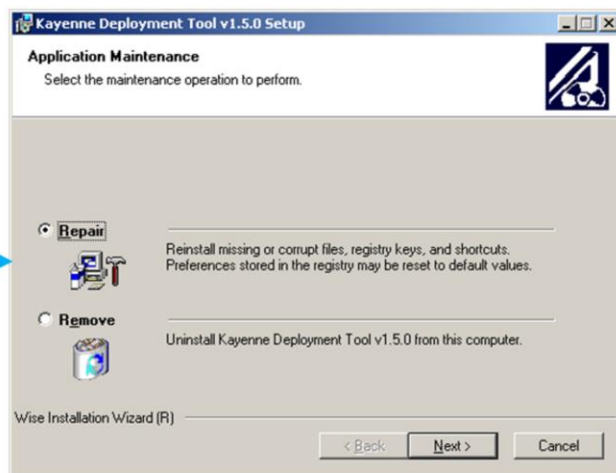 Kayenne Deployment Tool v1.5.0 Setup
Application Maintenance
Select the maintenance operation to perform.
Repair
Reinstall missing or corrupt files, registry keys, and shortcuts.
Preferences stored in the registry may be reset to default values.
Remove
Uninstall Kayenne Deployment Tool v1.5.0 from this computer.
Wise Installation Wizard (R)
< Back
Next >
Cancel